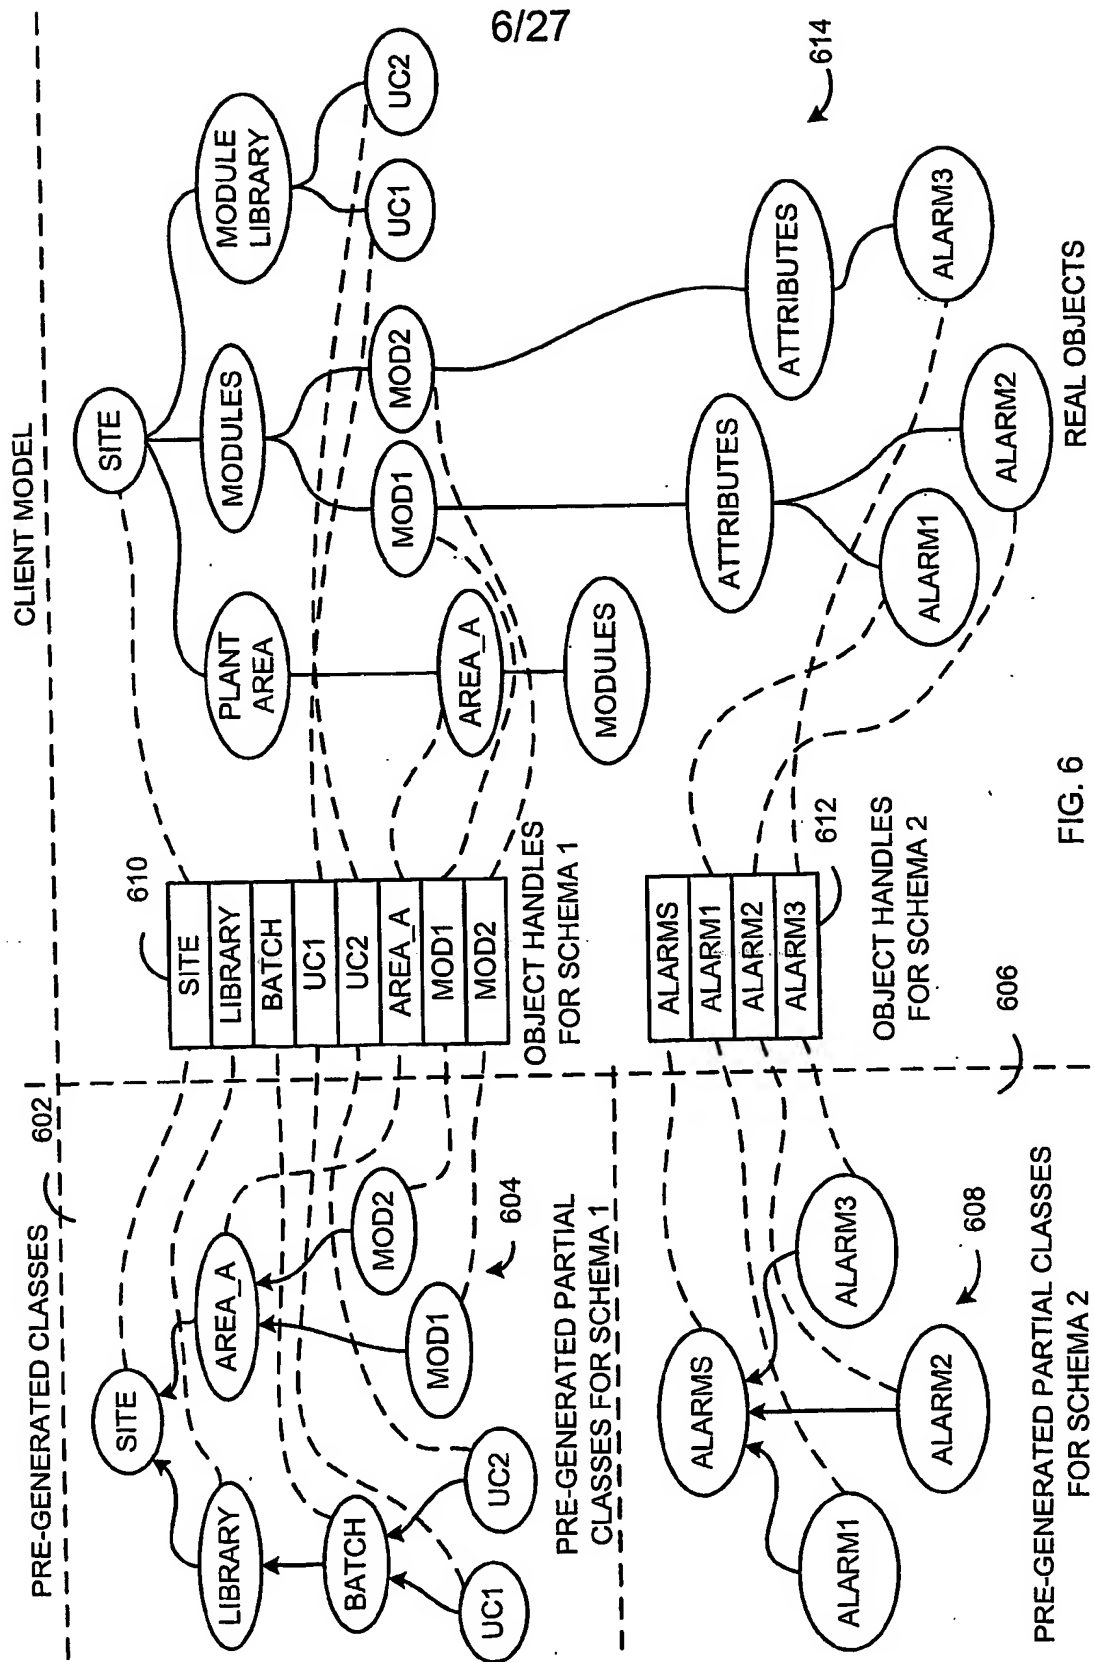 6/27
PRE-GENERATED CLASSES
602
SITE
LIBRARY
AREA_A
BATCH
MOD2
MOD1
UC1
UC2
604
PRE-GENERATED PARTIAL
CLASSES FOR SCHEMA 1
ALARMS
ALARM1
ALARM2
ALARM3
608
PRE-GENERATED PARTIAL CLASSES
FOR SCHEMA 2
606
CLIENT MODEL
610
SITE
LIBRARY
BATCH
UC1
UC2
AREA_A
MOD1
MOD2
OBJECT HANDLES
FOR SCHEMA 1
ALARMS
ALARM1
ALARM2
ALARM3
612
OBJECT HANDLES
FOR SCHEMA 2
SITE
PLANT
AREA
MODULES
MODULE
LIBRARY
MOD1
MOD2
UC1
UC2
AREA_A
MODULES
ATTRIBUTES
ATTRIBUTES
ALARM1
ALARM2
ALARM3
614
REAL OBJECTS
FIG. 6